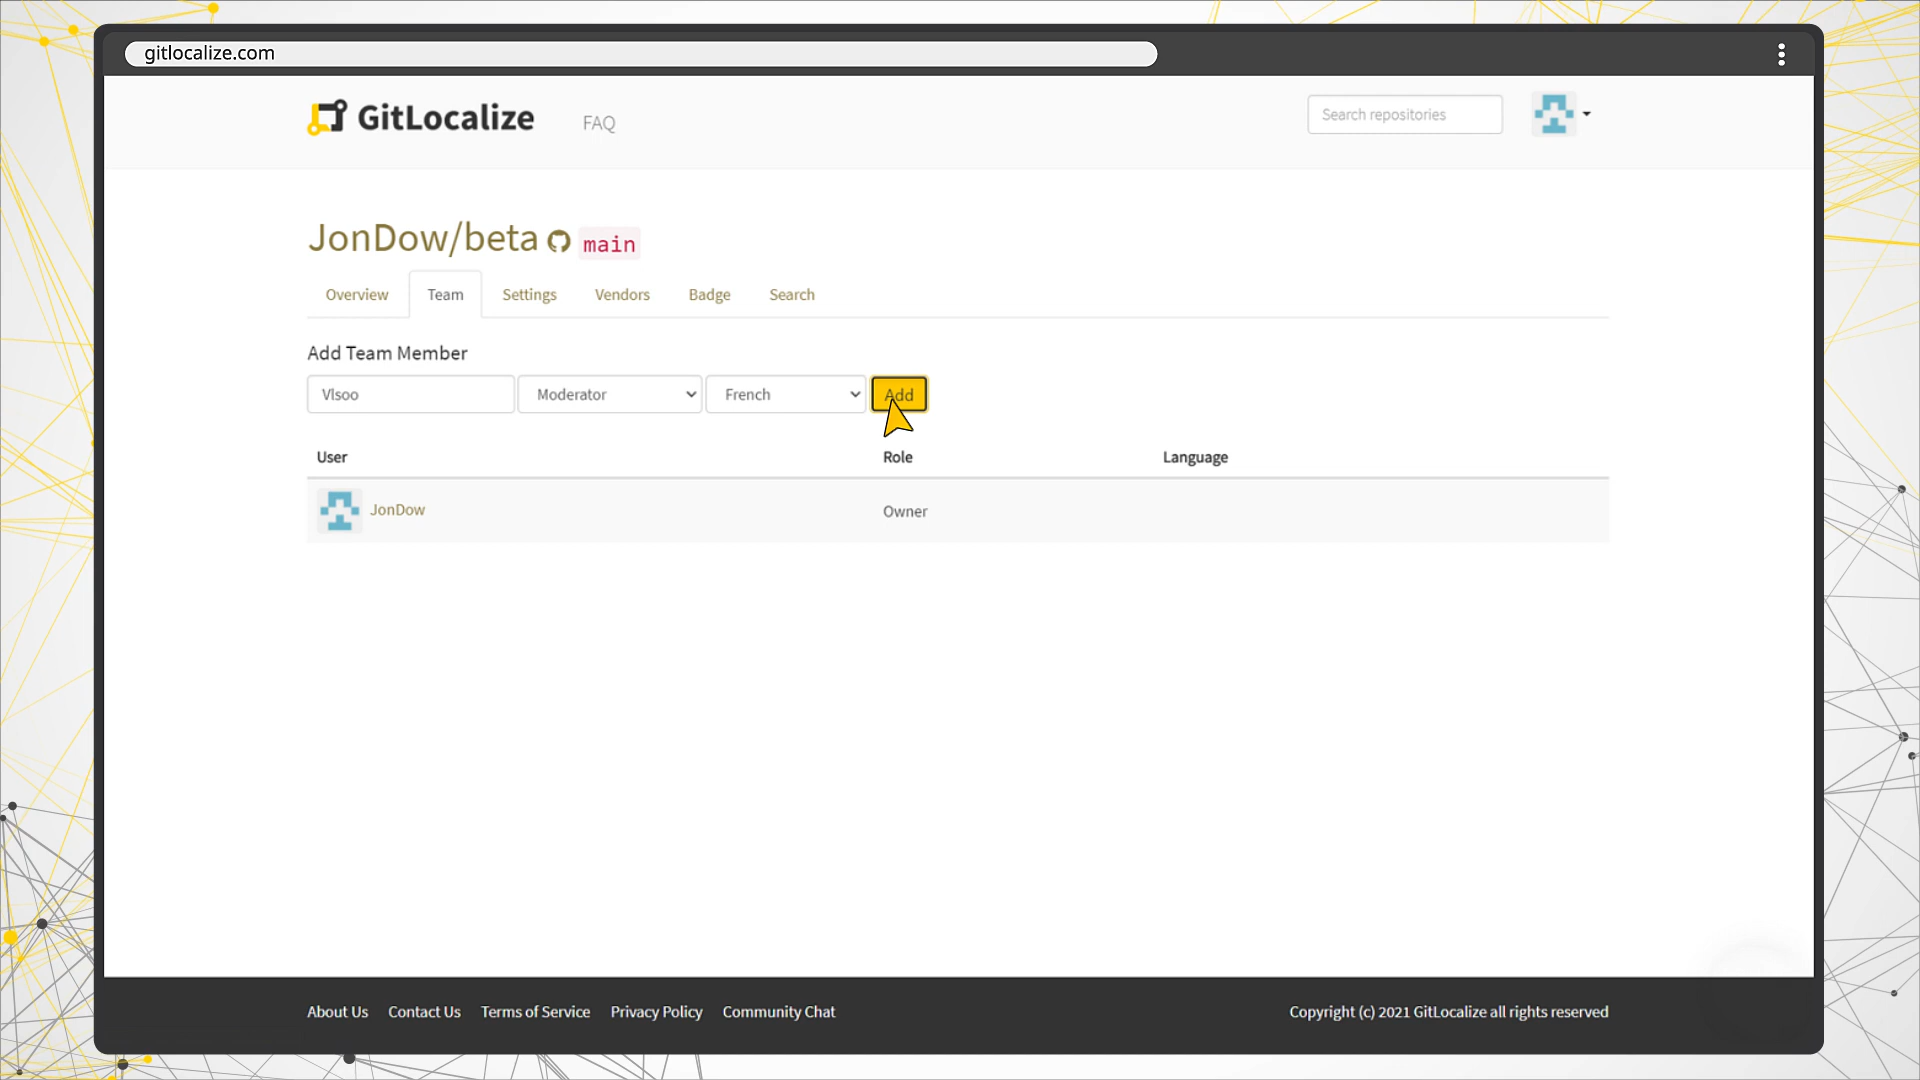 gitlocalize.com
GitLocalize FAQ Search repositories
JonDow/beta main
Overview Team Settings Vendors Badge Search
Add Team Member
Vlsoo Moderator French Add
User Role Language
JonDow Owner
About Us Contact Us Terms of Service Privacy Policy Community Chat Copyright (c) 2021 GitLocalize all rights reserved